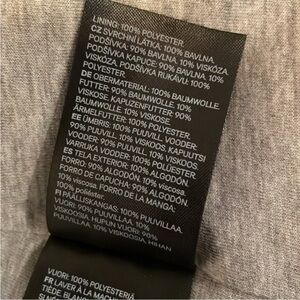 LINING: 100% POLYESTER
CZ SVRCHNÍ LÁTKA: 100% BAVLNA.
PODŠÍVKA: 90% BAVLNA, 10% VISKÓZA.
PODŠÍVKA KAPUCE: 90% BAVLNA, 10%
VISKÓZA, PODŠÍVKA RUKÁVU: 100%
POLYESTER.
DE OBERMATERIAL: 100% BAUMWOLLE.
FUTTER: 90% BAUMWOLLE, 10%
VISKOSE. KAPUZENFUTTER: 90%
BAUMWOLLE, 10% VISKOSE.
ÄRMELFUTTER: 100% POLYESTER.
EE ÜMBRIS: 100% PUUVILL. VOODER:
90% PUUVILL, 10% VISKOOS. KAPUUTSI
VOODER: 90% PUUVILL, 10% VISKOOS.
VARRUKA VOODER: 100% POLÜESTER.
ES TELA EXTERIOR: 100% ALGODÓN.
FORRO: 90% ALGODÓN, 10% viscosa.
FORRO DE CAPUCHA: 90% ALGODÓN,
10% viscosa. FORRO DE LA MANGA:
100% poliéster.
FI PÄÄLLISKANGAS: 100% PUUVILLAA.
VUORI: 90% PUUVILLAA, 10%
VISKOOSIA, HUPUN VUORI: 90%
PUUVILLAA, 10% VISKOOSIA, HIHAN
VUORI: 100% POLYESTERIÄ
FR LAVER À LA MACH
TIÈDE, BLANC